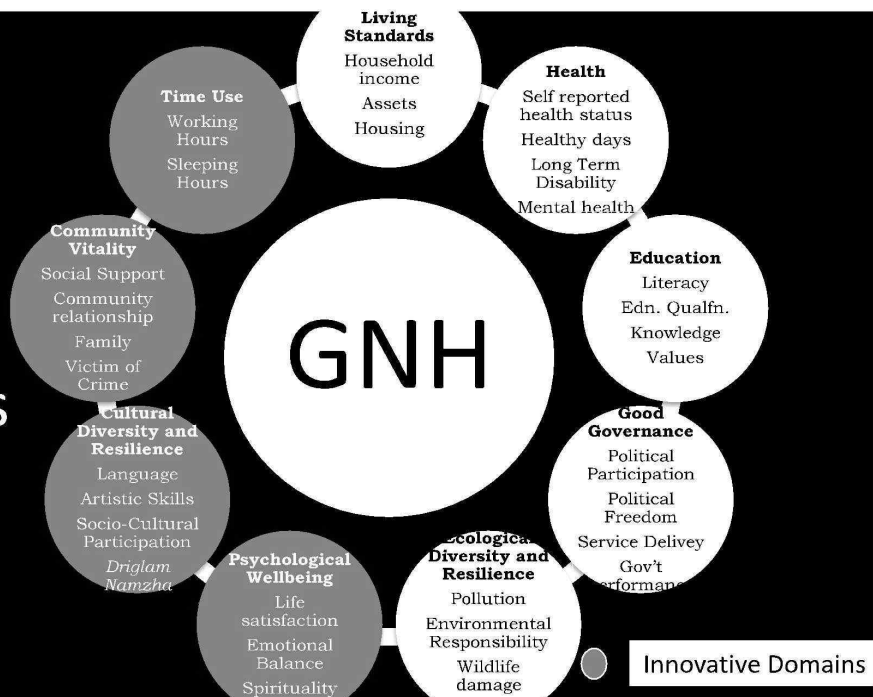 Living
Standards
Household
income
Assets
Housing
Health
Self reported
health status
Healthy days
Long Term
Disability
Mental health
Education
Literacy
Edn. Qualfn.
Knowledge
Values
Good
Governance
Political
Participation
Political
Freedom
Service Delivey
Gov't
erformanc
Ecological
Diversity and
Resilience
Pollution
Environmental
Responsibility
Wildlife
damage
Psychological
Wellbeing
Life
satisfaction
Emotional
Balance
Spirituality
Cultural
Diversity and
Resilience
Language
Artistic Skills
Socio-Cultural
Participation
Driglam
Namzha
Community
Vitality
Social Support
Community
relationship
Family
Victim of
Crime
Time Use
Working
Hours
Sleeping
Hours
GNH
s
Innovative Domains